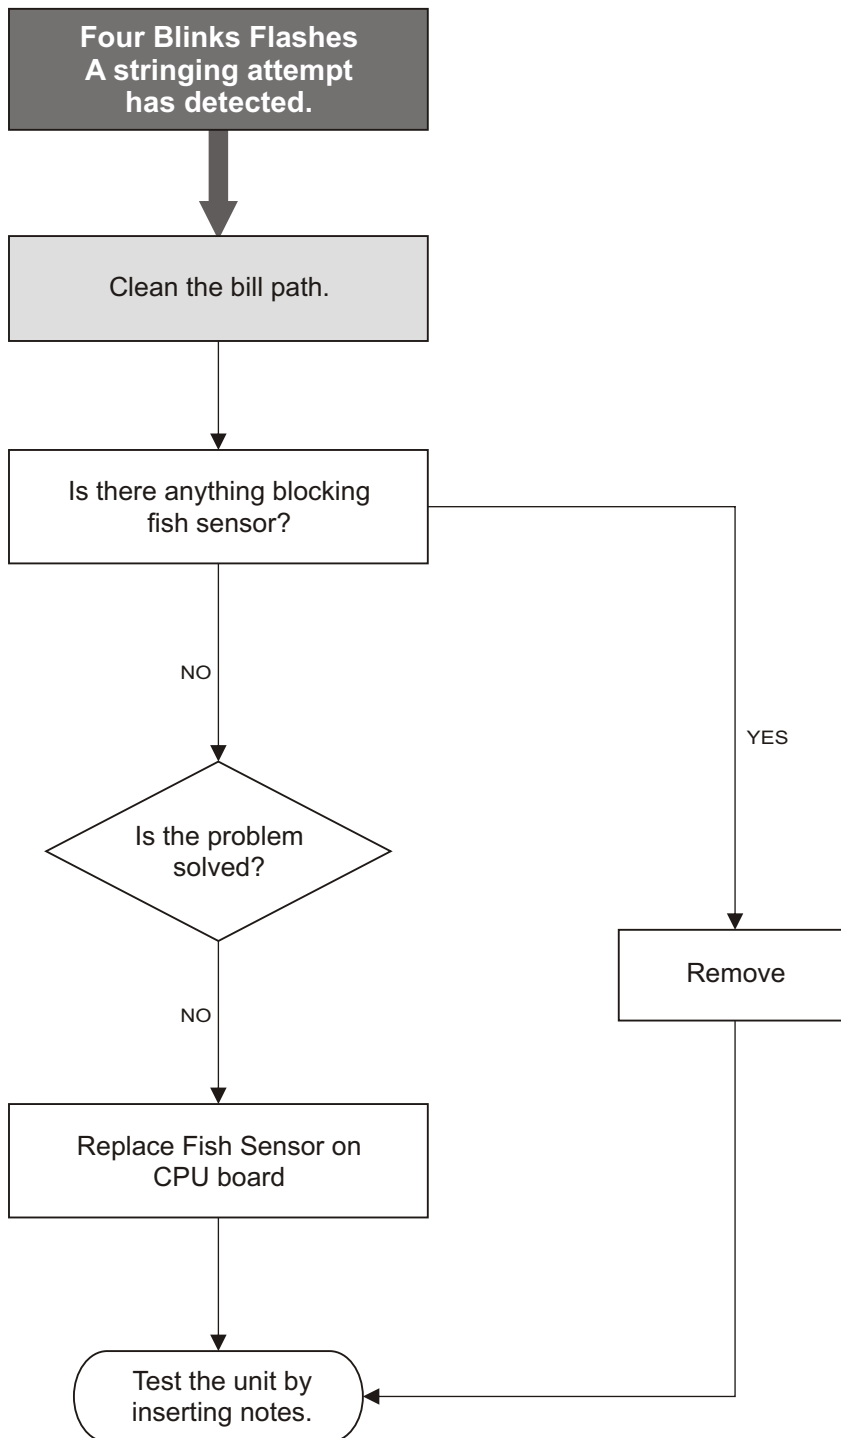 Four Blinks Flashes
A stringing attempt
has detected.
Clean the bill path.
Is there anything blocking
fish sensor?
NO
YES
Is the problem
solved?
Remove
NO
Replace Fish Sensor on
CPU board
Test the unit by
inserting notes.